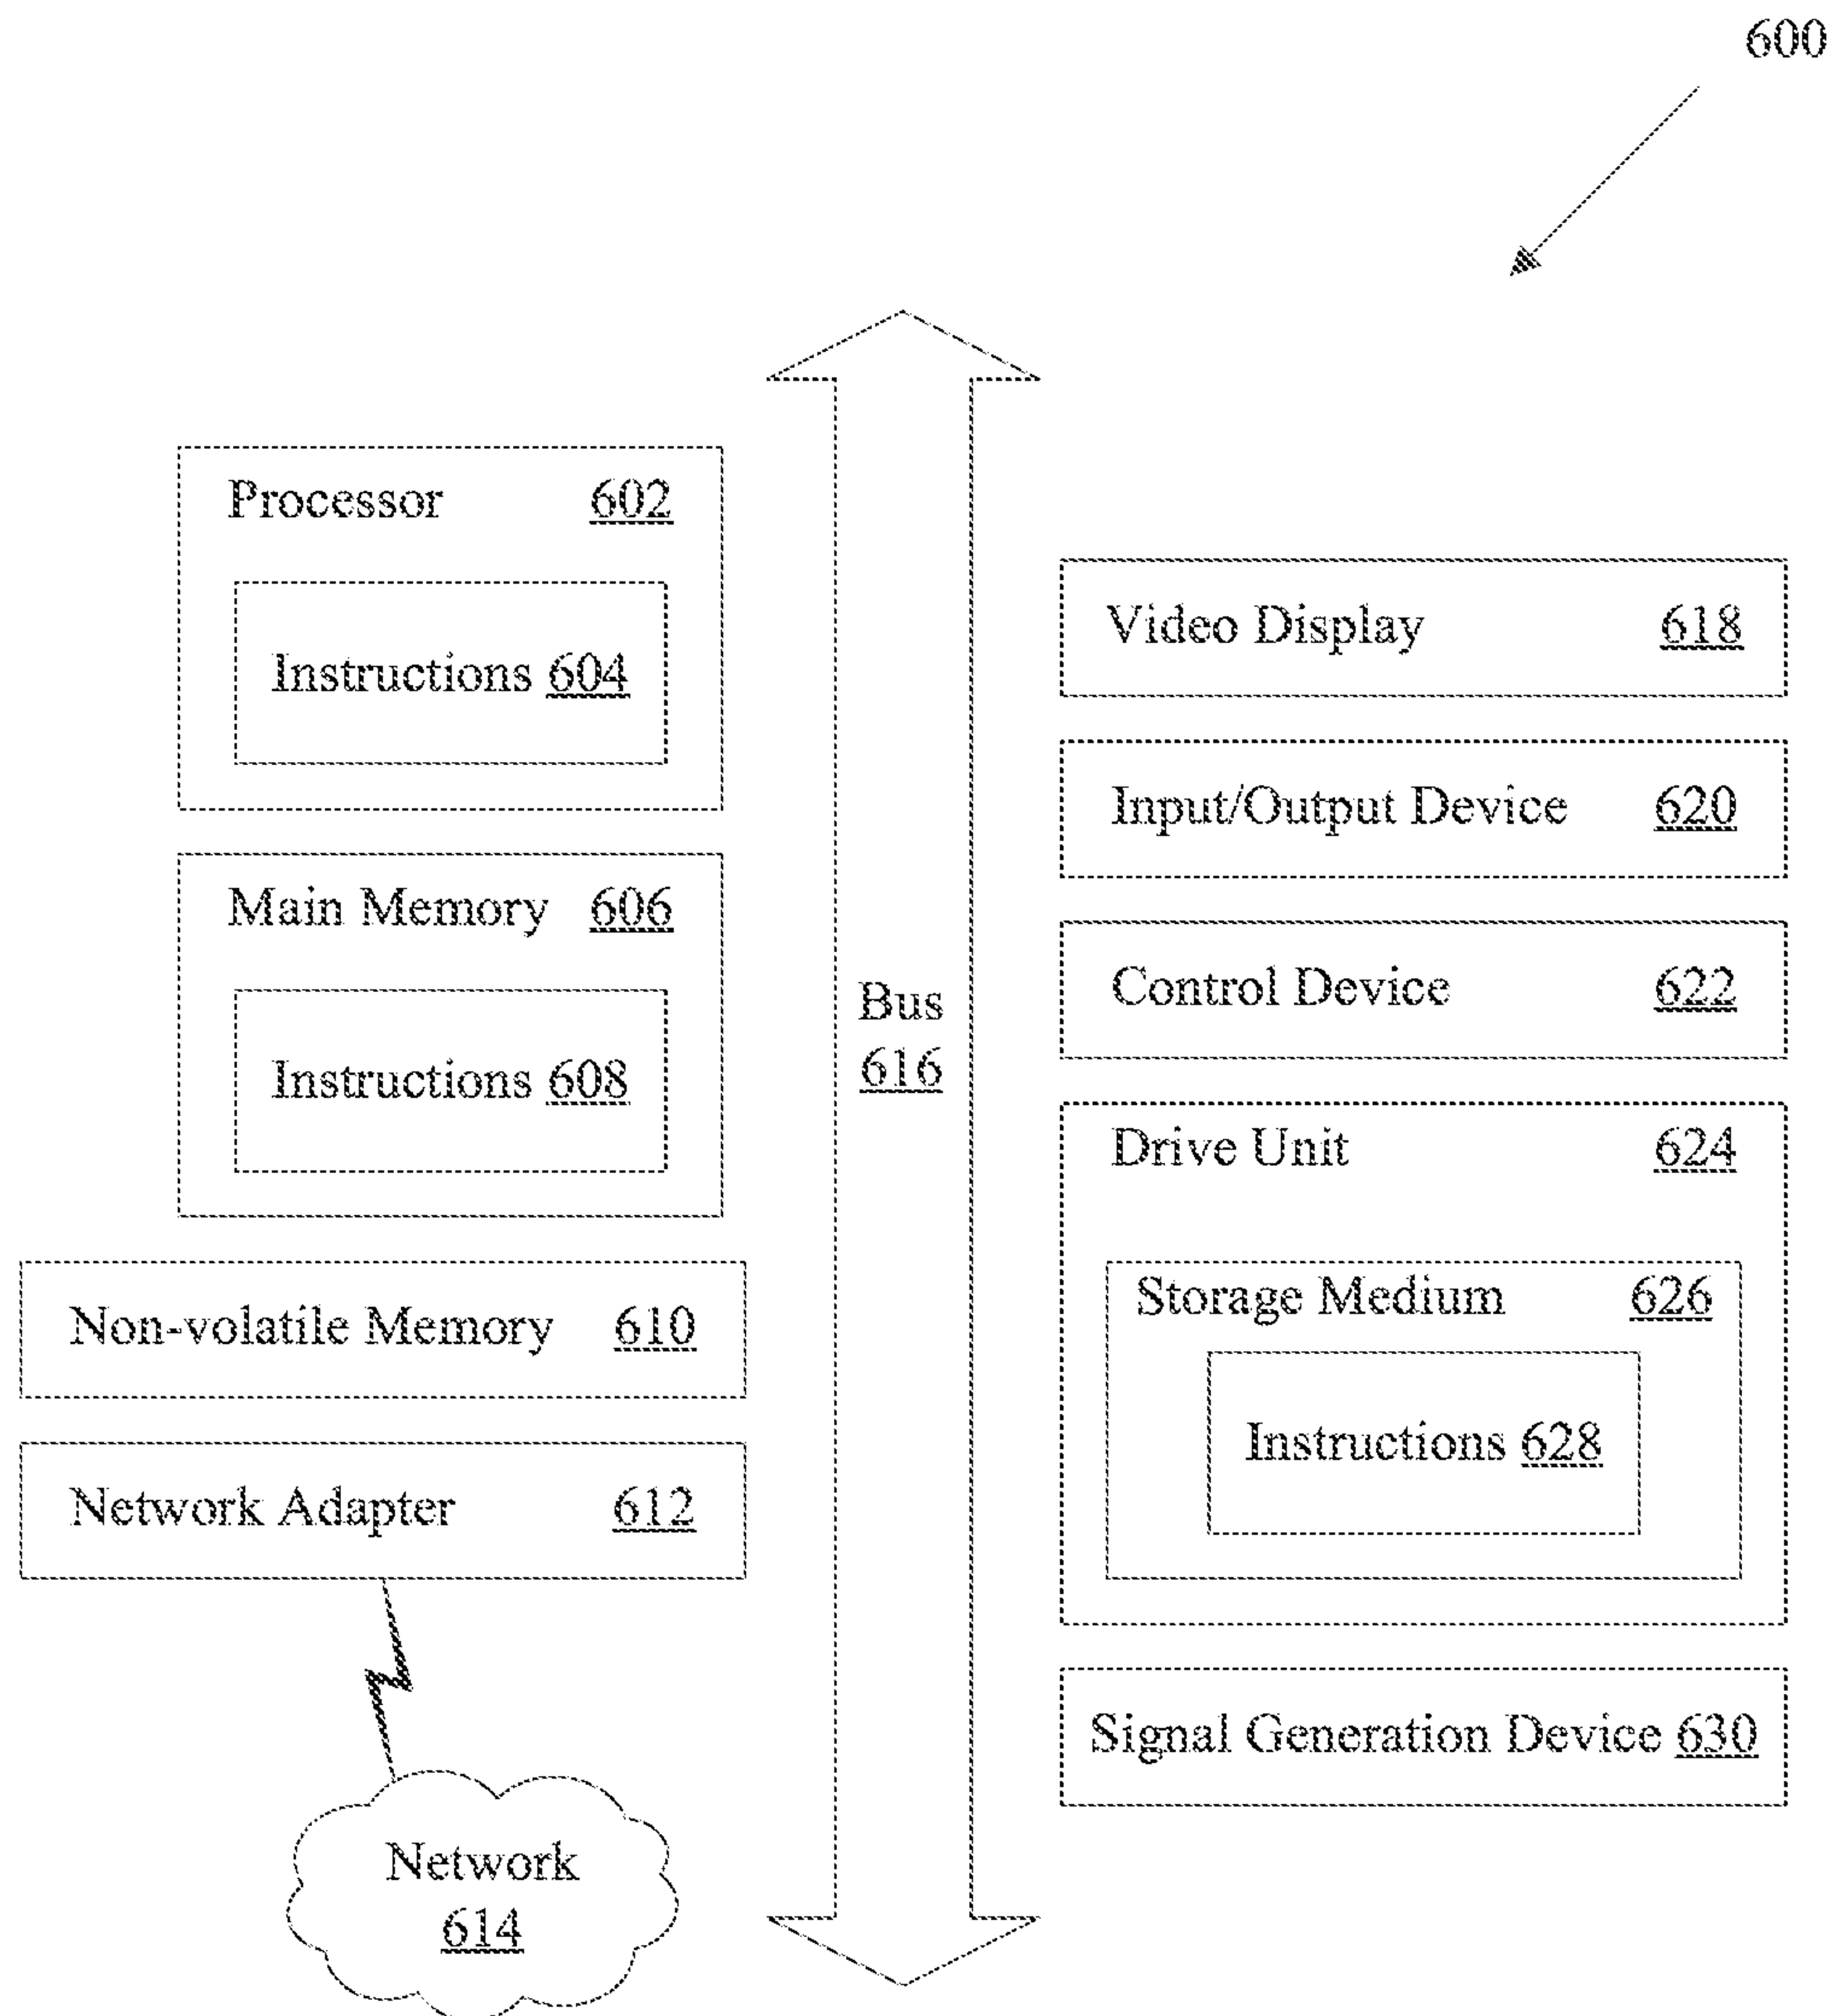 600
Processor 602
Instructions 604
Main Memory 606
Instructions 608
Non-volatile Memory 610
Network Adapter 612
Network
614
Bus
616
Video Display 618
Input/Output Device 620
Control Device 622
Drive Unit 624
Storage Medium 626
Instructions 628
Signal Generation Device 630